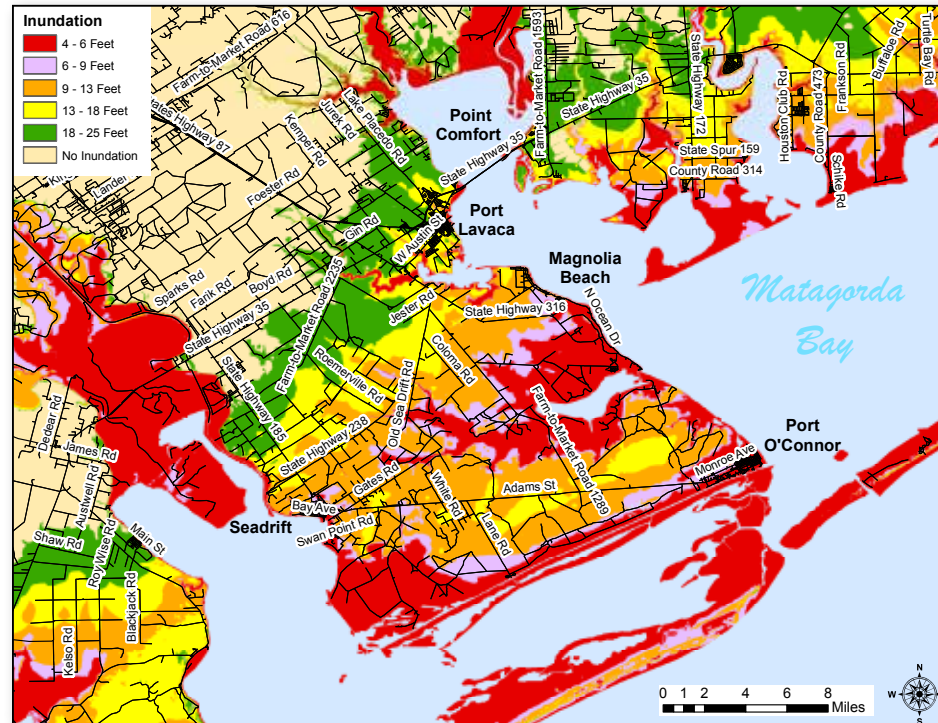 Inundation
4 - 6 Feet
6 - 9 Feet
9 - 13 Feet
13 - 18 Feet
18 - 25 Feet
No Inundation
Farm-to-Market Road 616
Highway 87
Lander
Kemper Rd
Jurek Rd
Lake Placedo Rd
Foester Rd
Gin Rd
W Austin St
Point
Comfort
State Highway 35
Farm-to-Market Road 1593
State Highway 35
State Highway 172
State Spur 159
County Road 314
Houston Club Rd
County Road 473
Frankson Rd
Schike Rd
Buffaloe Rd
Turtle Bay Rd
Port
Lavaca
Magnolia
Beach
Matagorda
Bay
Sparks Rd
Farik Rd
Boyd Rd
State Highway 35
Farm-to-Market Road 2235
Jester Rd
State Highway 316
N Ocean Dr
Coloma Rd
Roemerville Rd
Old Sea Drift Rd
State Highway 185
State Highway 238
Farm-to-Market Road 1289
Port
O'Connor
Monroe Ave
Gates Rd
Adams St
White Rd
Bay Ave
Swan Point Rd
Lane Rd
Seadrift
Dedear Rd
James Rd
Austwell Rd
Main St
Shaw Rd
Roy Wise Rd
Blackjack Rd
Kelso Rd
0 1 2 4 6 8
Miles
N
W
E
S